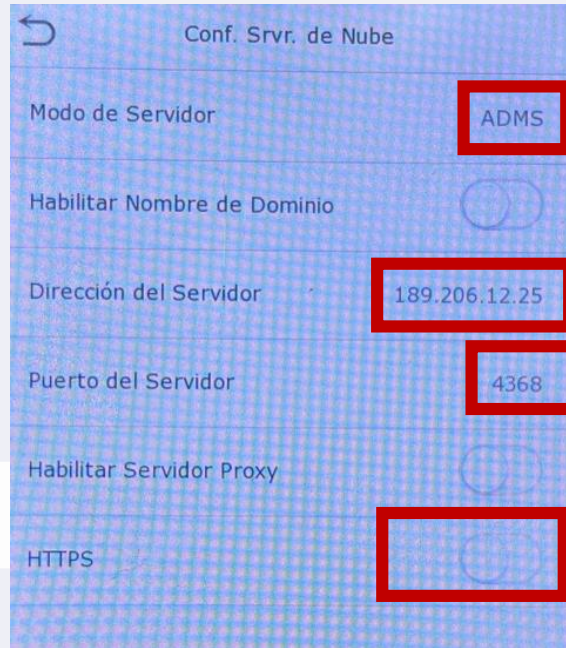 Conf. Srvr. de Nube
Modo de Servidor ADMS
Habilitar Nombre de Dominio
Dirección del Servidor 189.206.12.25
Puerto del Servidor 4368
Habilitar Servidor Proxy
HTTPS